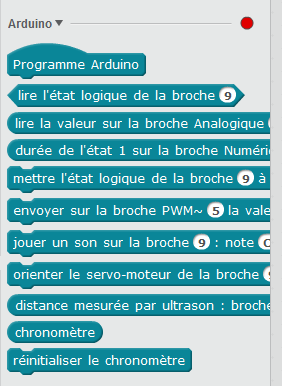 Arduino
Programme Arduino
lire l'état logique de la broche 9
lire la valeur sur la broche Analogique
durée de l'état 1 sur la broche
mettre l'état logique de la broche 9 à
envoyer sur la broche PWM~ 5 la
jouer un son sur la broche 9 : note
orienter le servo-moteur de la broche
distance mesurée par ultrason : broche
chronomètre
réinitialiser le chronomètre